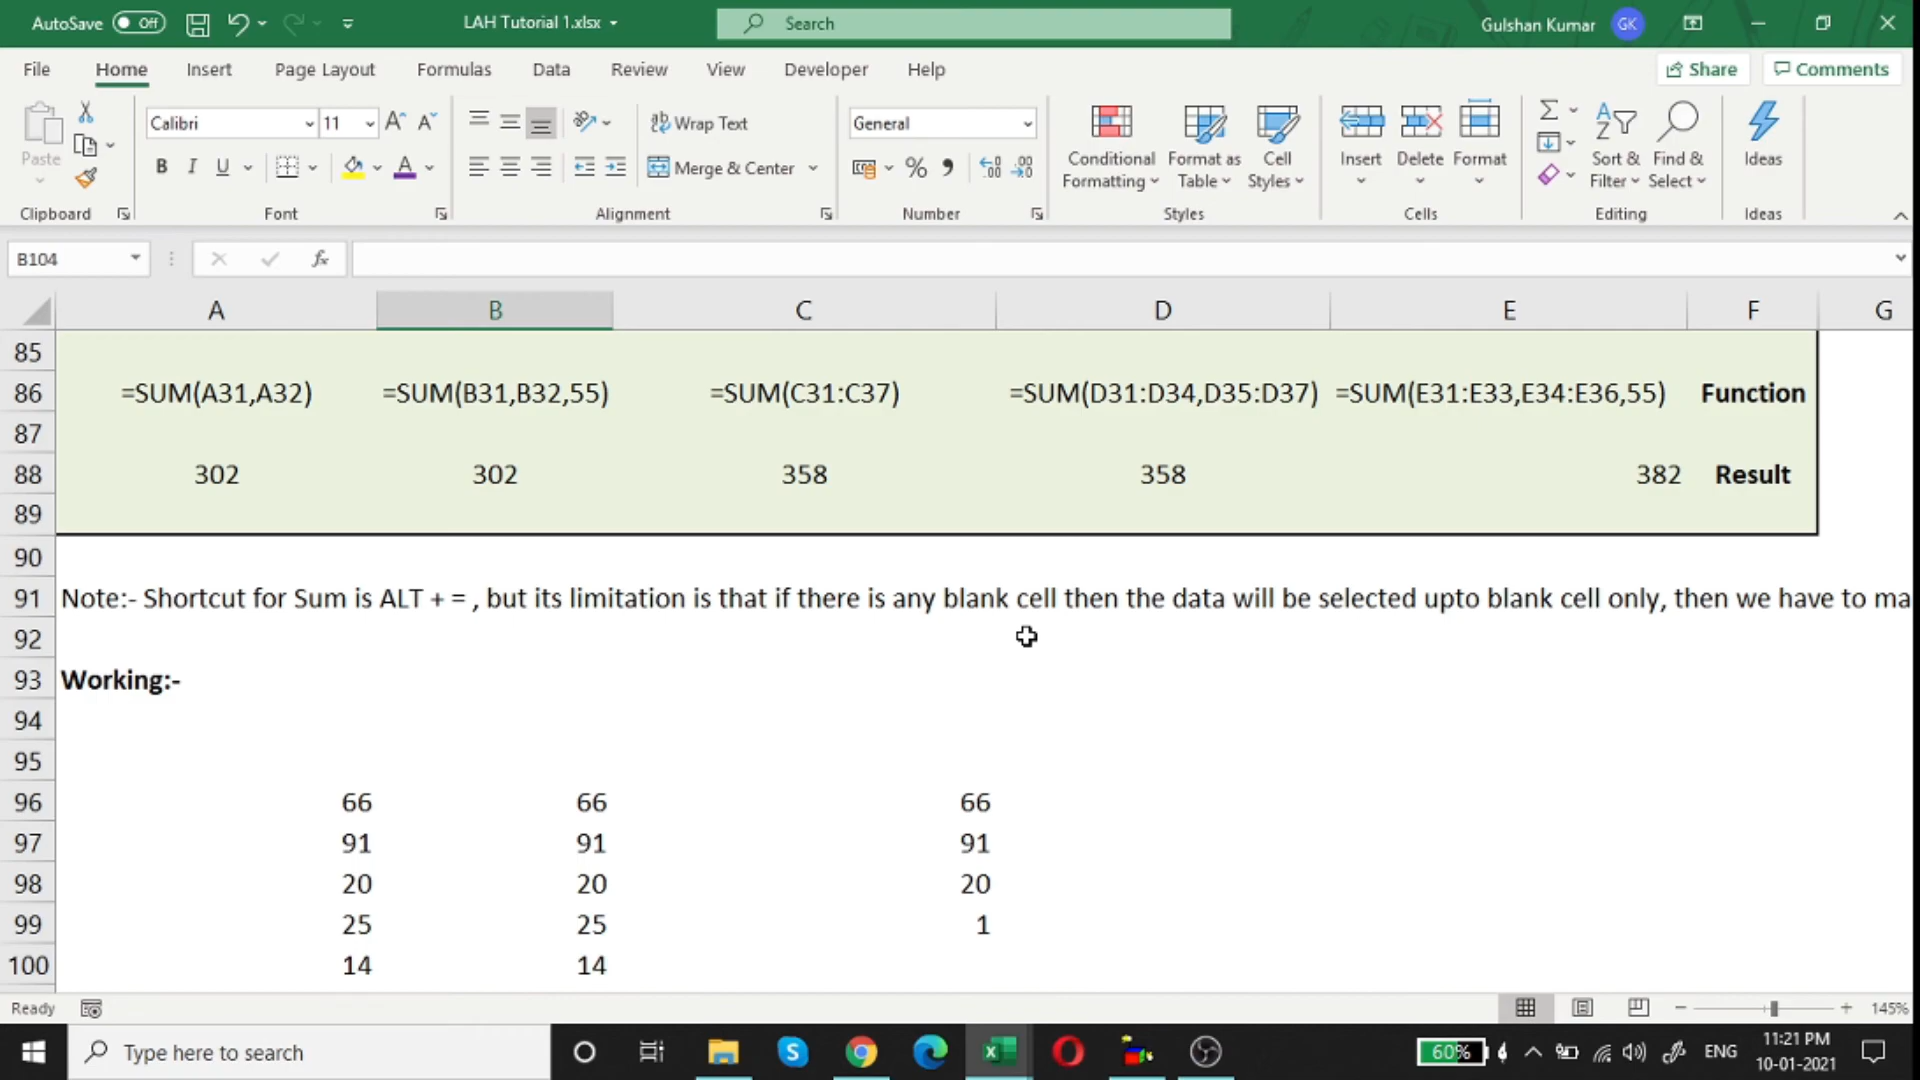 AutoSave Off LAH Tutorial 1.xlsx Search Gulshan Kumar GK
File Home Insert Page Layout Formulas Data Review View Developer Help Share Comments
Calibri 11 Wrap Text General
Paste B I U Merge & Center % Conditional Formatting Format as Table Cell Styles Insert Delete Format Sort & Filter Find & Select Ideas
Clipboard Font Alignment Number Styles Cells Editing Ideas
B104 fx
A B C D E F G
85
86 =SUM(A31,A32) =SUM(B31,B32,55) =SUM(C31:C37) =SUM(D31:D34,D35:D37) =SUM(E31:E33,E34:E36,55) Function
87
88 302 302 358 358 382 Result
89
90
91 Note:- Shortcut for Sum is ALT + = , but its limitation is that if there is any blank cell then the data will be selected upto blank cell only, then we have to ma
92
93 Working:-
94
95
96 66 66 66
97 91 91 91
98 20 20 20
99 25 25 1
100 14 14
Ready 145%
Type here to search 60% ENG 11:21 PM
10-01-2021